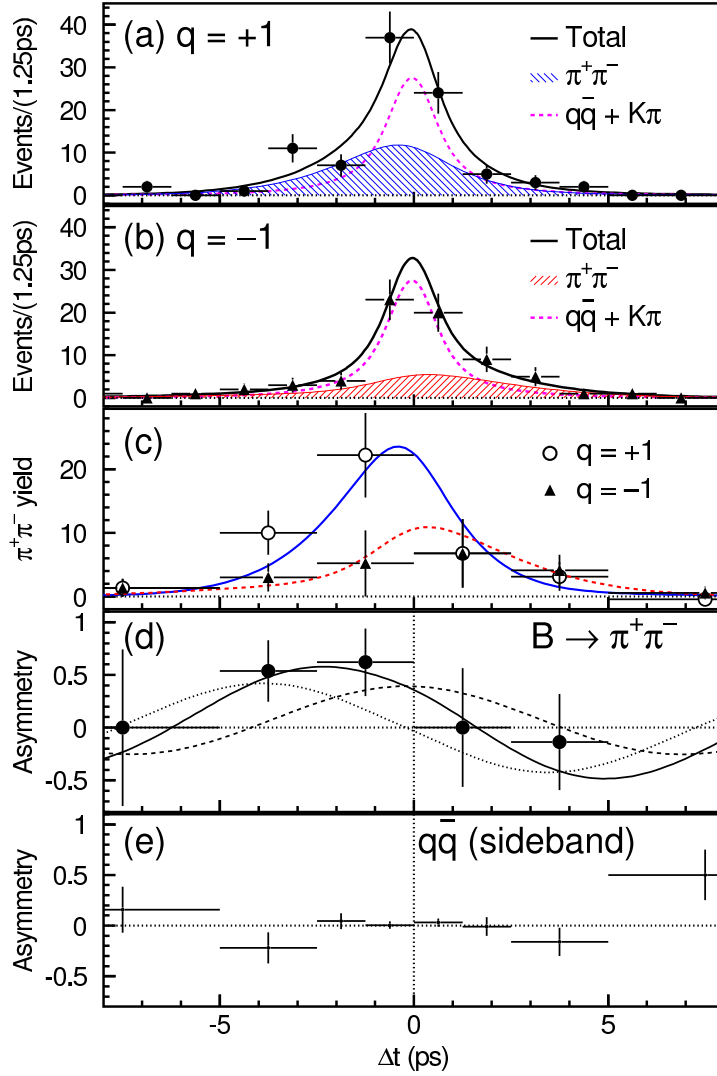 (a) q = +1
Total
π⁺π⁻
qq̅ + Kπ
Events/(1.25ps)
40
30
20
10
0
(b) q = −1
Total
π⁺π⁻
qq̅ + Kπ
Events/(1.25ps)
40
30
20
10
0
(c)
q = +1
q = −1
π⁺π⁻ yield
20
10
0
(d)
B → π⁺π⁻
Asymmetry
1
0.5
0
-0.5
(e)
qq̅ (sideband)
Asymmetry
1
0.5
0
-0.5
-5 0 5
Δt (ps)